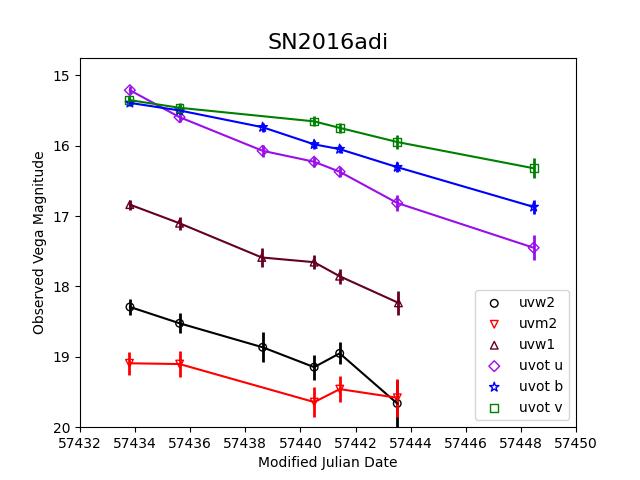 SN2016adi
15
16
17
18
19
20
Observed Vega Magnitude
uvw2
uvm2
uvw1
uvot u
uvot b
uvot v
57432 57434 57436 57438 57440 57442 57444 57446 57448 57450
Modified Julian Date